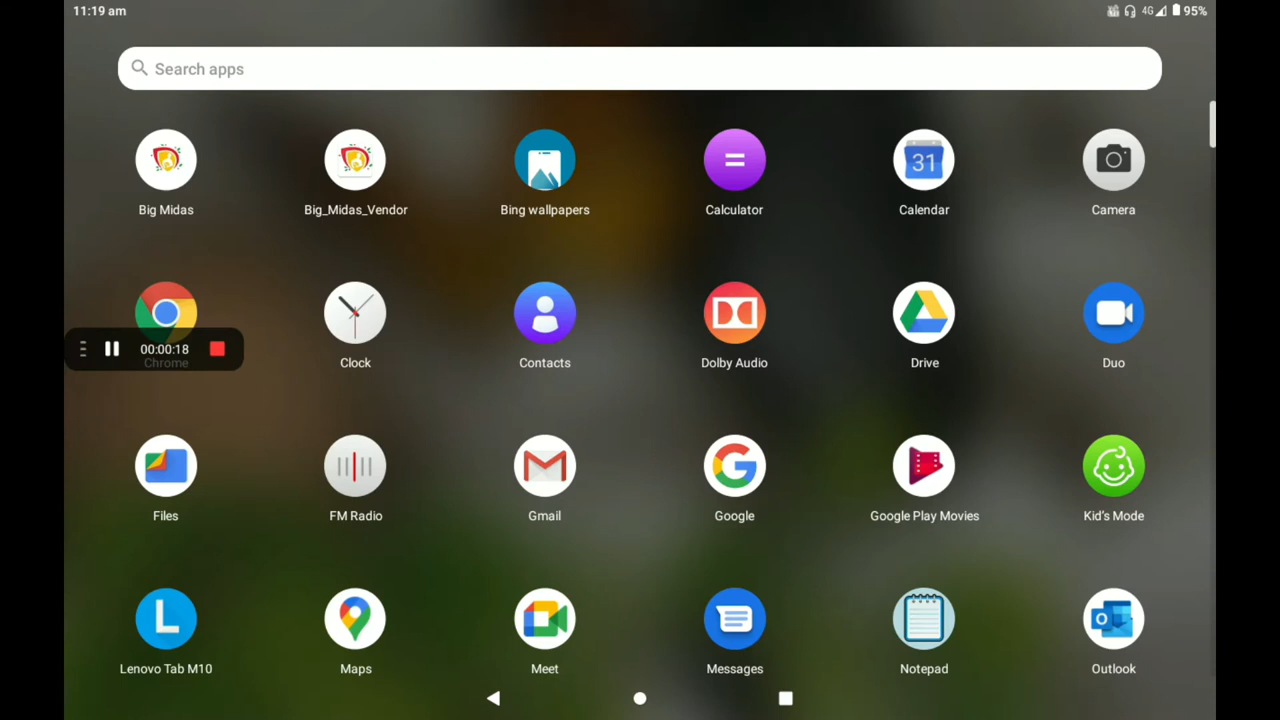 11:19 am
4G 95%
Search apps
Big Midas Big_Midas_Vendor Bing wallpapers Calculator Calendar Camera
31
00:00:18
Chrome Clock Contacts Dolby Audio Drive Duo
Files FM Radio Gmail Google Google Play Movies Kid's Mode
Lenovo Tab M10 Maps Meet Messages Notepad Outlook